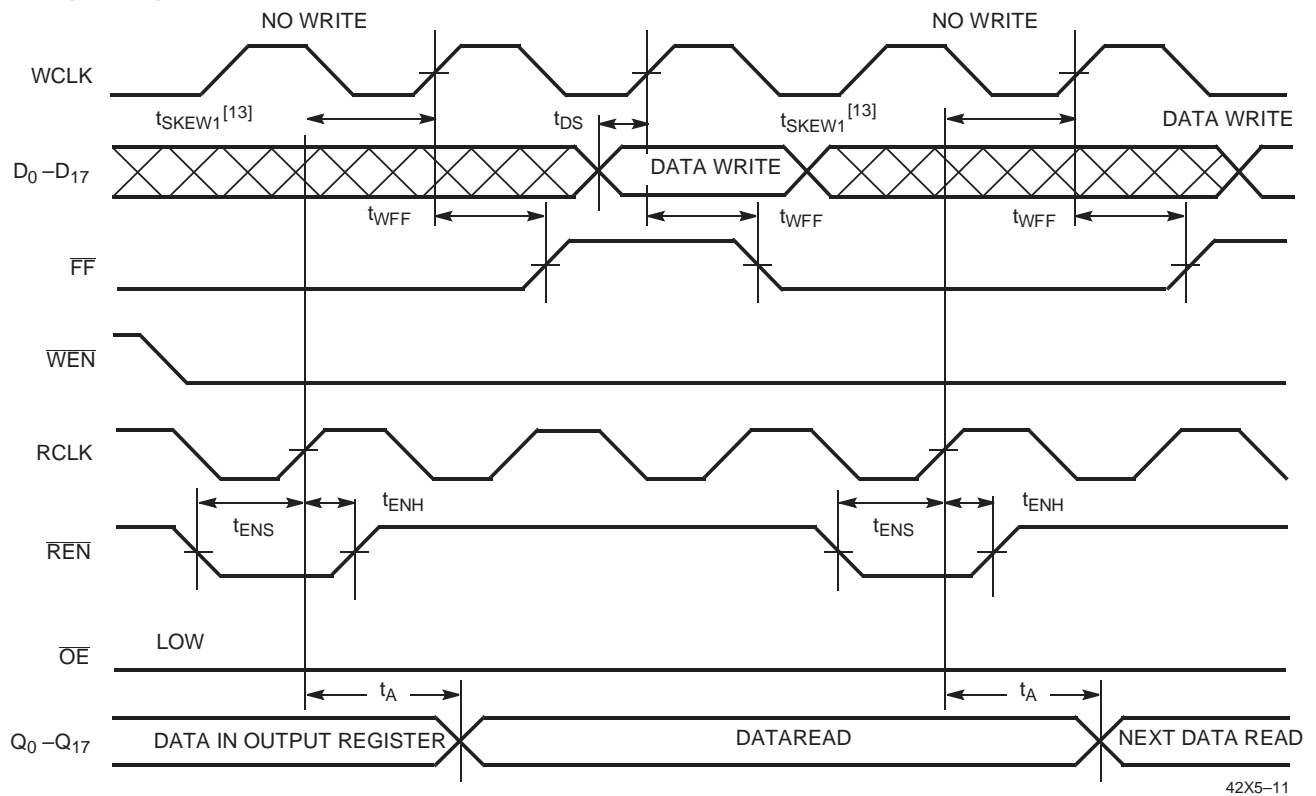 NO WRITE NO WRITE
WCLK
tSKEW1[13] tDS tSKEW1[13] DATA WRITE
D0–D17 DATA WRITE
tWFF tWFF tWFF
FF
WEN
RCLK
tENS tENH tENS tENH
REN
LOW
OE
tA tA
Q0–Q17 DATA IN OUTPUT REGISTER DATAREAD NEXT DATA READ
42X5–11